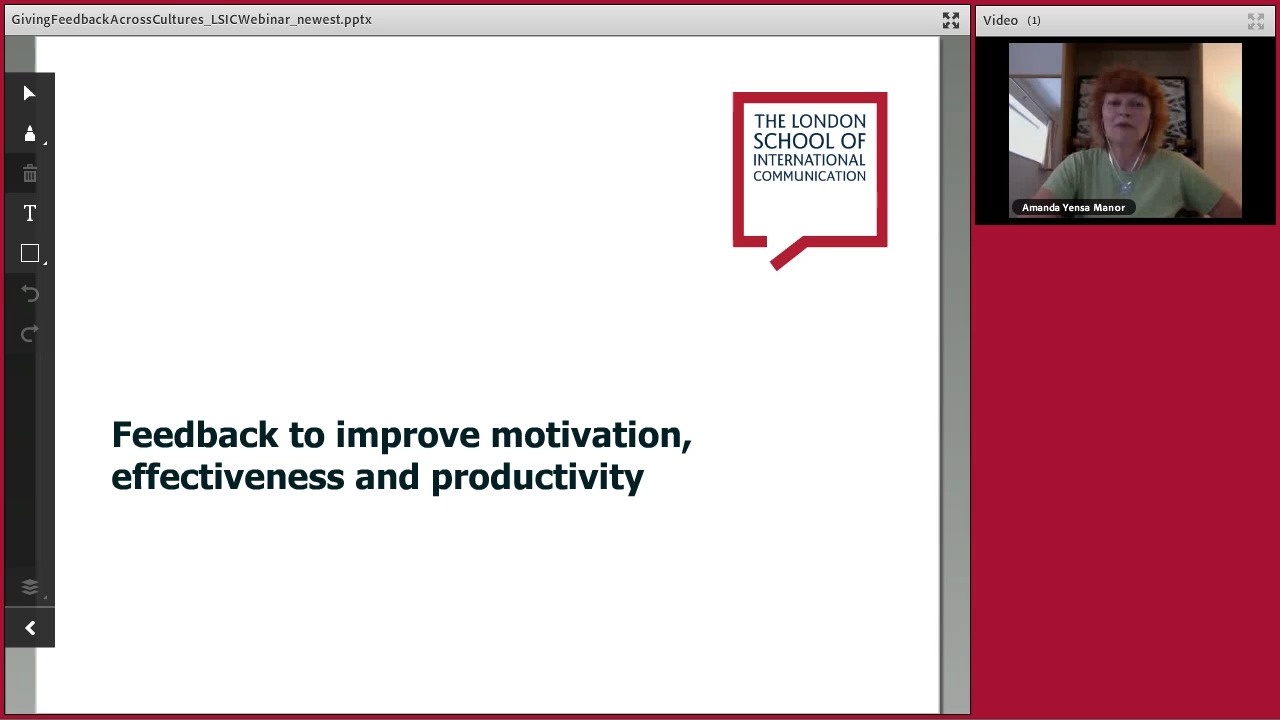 GivingFeedbackAcrossCultures_LSICWebinar_newest.pptx
Video (1)
THE LONDON
SCHOOL OF
INTERNATIONAL
COMMUNICATION
Amanda Yensa Manor
T
Feedback to improve motivation,
effectiveness and productivity